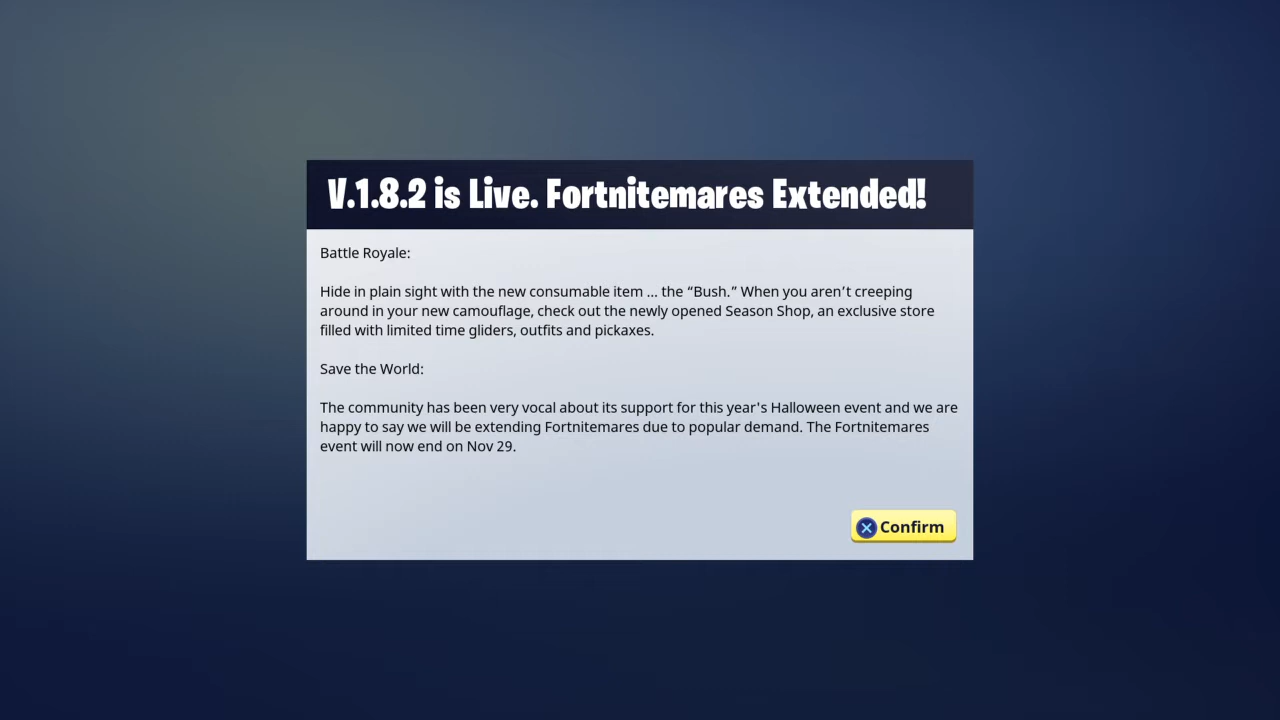 V.1.8.2 is Live. Fortnitemares Extended!
Battle Royale:
Hide in plain sight with the new consumable item ... the “Bush.” When you aren’t creeping
around in your new camouflage, check out the newly opened Season Shop, an exclusive store
filled with limited time gliders, outfits and pickaxes.
Save the World:
The community has been very vocal about its support for this year's Halloween event and we are
happy to say we will be extending Fortnitemares due to popular demand. The Fortnitemares
event will now end on Nov 29.
Confirm